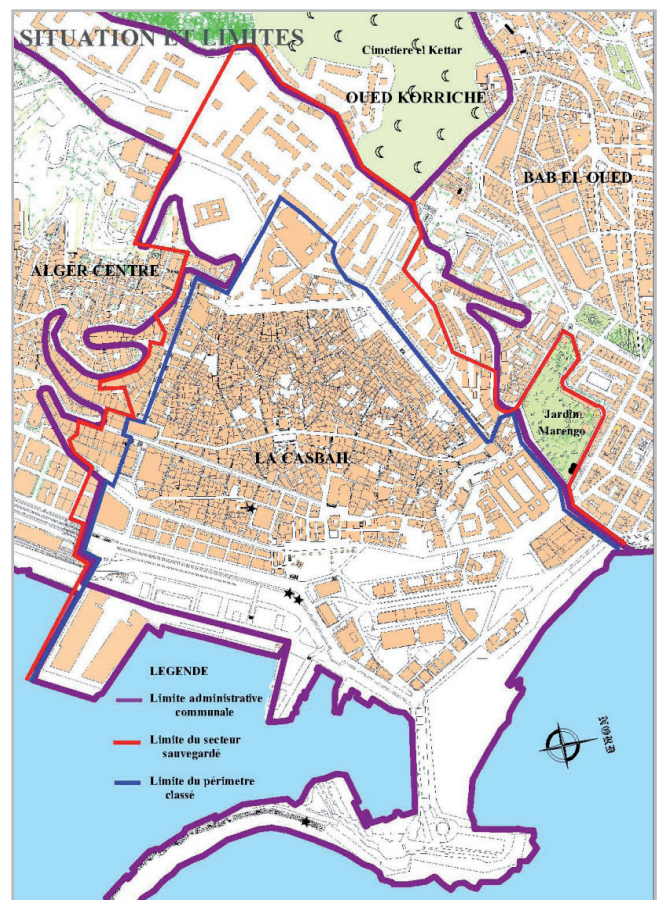 SITUATION ET LIMITES
Cimetiere el Kettar
OUED KORRICHE
BAB EL OUED
ALGER CENTRE
Jardin
Marengo
LA CASBAH
LEGENDE
Limite administrative
communale
Limite du secteur
sauvegardé
Limite du périmetre
classé
NORD